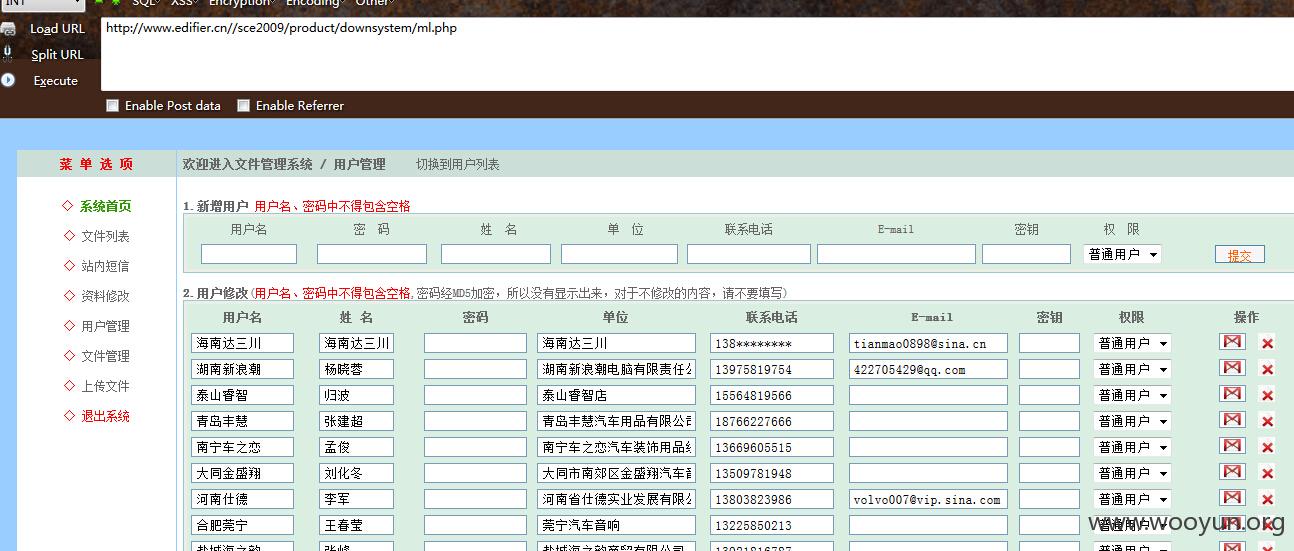 INT SQL XSS Encryption Encoding Other
Load URL http://www.edifier.cn//sce2009/product/downsystem/ml.php
Split URL
Execute
Enable Post data Enable Referrer
菜 单 选 项 欢迎进入文件管理系统 / 用户管理 切换到用户列表
系统首页
文件列表
站内短信
资料修改
用户管理
文件管理
上传文件
退出系统
1. 新增用户 用户名、密码中不得包含空格
用户名 密 码 姓 名 单 位 联系电话 E-mail 密钥 权 限
普通用户 提交
2. 用户修改(用户名、密码中不得包含空格,密码经MD5加密，所以没有显示出来，对于不修改的内容，请不要填写)
用户名 姓 名 密码 单位 联系电话 E-mail 密钥 权限 操作
海南达三川 海南达三川 海南达三川 138******** tianmao0898@sina.cn 普通用户
湖南新浪潮 杨晓蓉 湖南新浪潮电脑有限责任 13975819754 422705429@qq.com 普通用户
泰山睿智 归波 泰山睿智店 15564819566 普通用户
青岛丰慧 张建超 青岛丰慧汽车用品有限公司 18766227666 普通用户
南宁车之恋 孟俊 南宁车之恋汽车装饰用品 13669605515 普通用户
大同金盛翔 刘化冬 大同市南郊区金盛翔汽车 13509781948 普通用户
河南仕德 李军 河南省仕德实业发展有限 13803823986 volvo007@vip.sina.com 普通用户
合肥莞宁 王春莹 莞宁汽车音响 13225850213 普通用户
www.wooyun.org